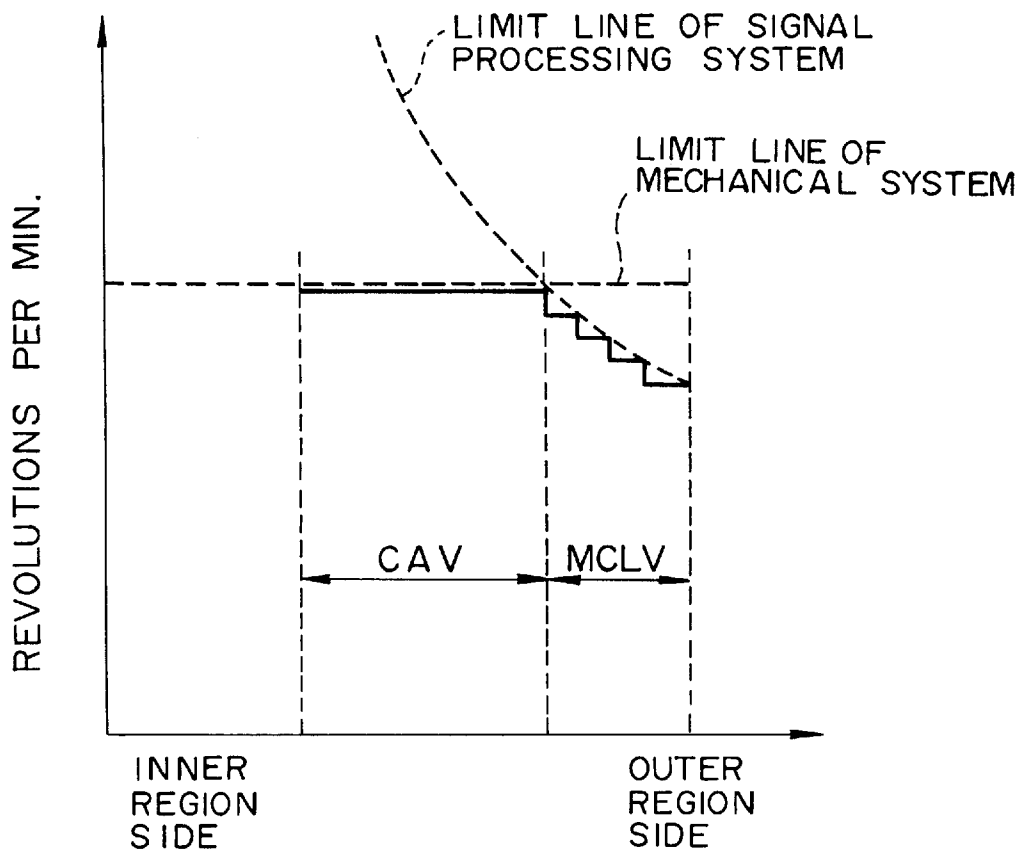 LIMIT LINE OF SIGNAL
PROCESSING SYSTEM
LIMIT LINE OF
MECHANICAL SYSTEM
REVOLUTIONS PER MIN.
CAV
MCLV
INNER
REGION
SIDE
OUTER
REGION
SIDE